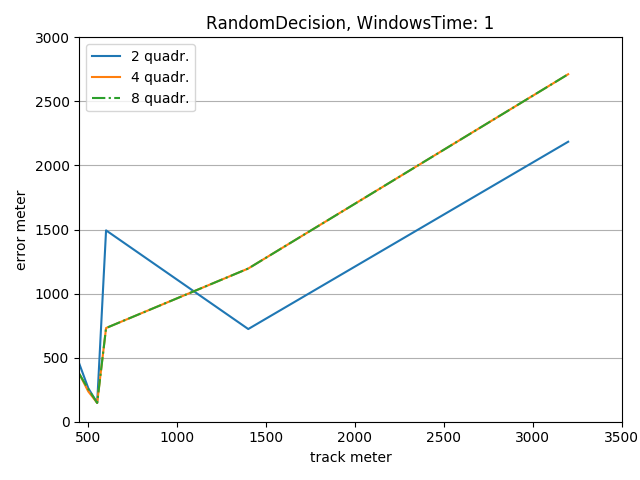 RandomDecision, WindowsTime: 1
3000
2500
2000
1500
1000
500
0
error meter
2 quadr.
4 quadr.
8 quadr.
500 1000 1500 2000 2500 3000 3500
track meter